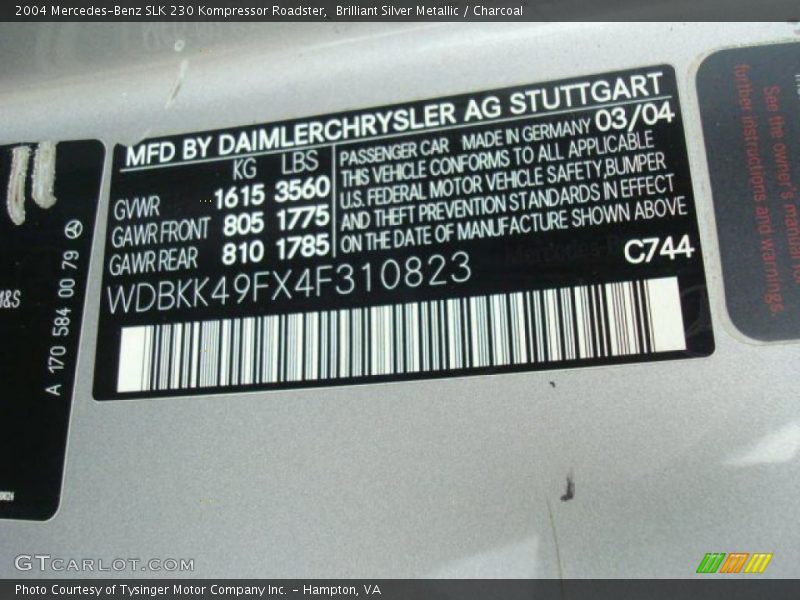 2004 Mercedes-Benz SLK 230 Kompressor Roadster, Brilliant Silver Metallic / Charcoal
MFD BY DAIMLERCHRYSLER AG STUTTGART
KG LBS
GVWR 1615 3560
GAWR FRONT 805 1775
GAWR REAR 810 1785
PASSENGER CAR MADE IN GERMANY 03/04
THIS VEHICLE CONFORMS TO ALL APPLICABLE
U.S. FEDERAL MOTOR VEHICLE SAFETY, BUMPER
AND THEFT PREVENTION STANDARDS IN EFFECT
ON THE DATE OF MANUFACTURE SHOWN ABOVE
C744
WDBKK49FX4F310823
M&S
A 170 584 00 79
See the owner's manual for
further instructions and warnings.
GTCARLOT.COM
Photo Courtesy of Tysinger Motor Company Inc. - Hampton, VA